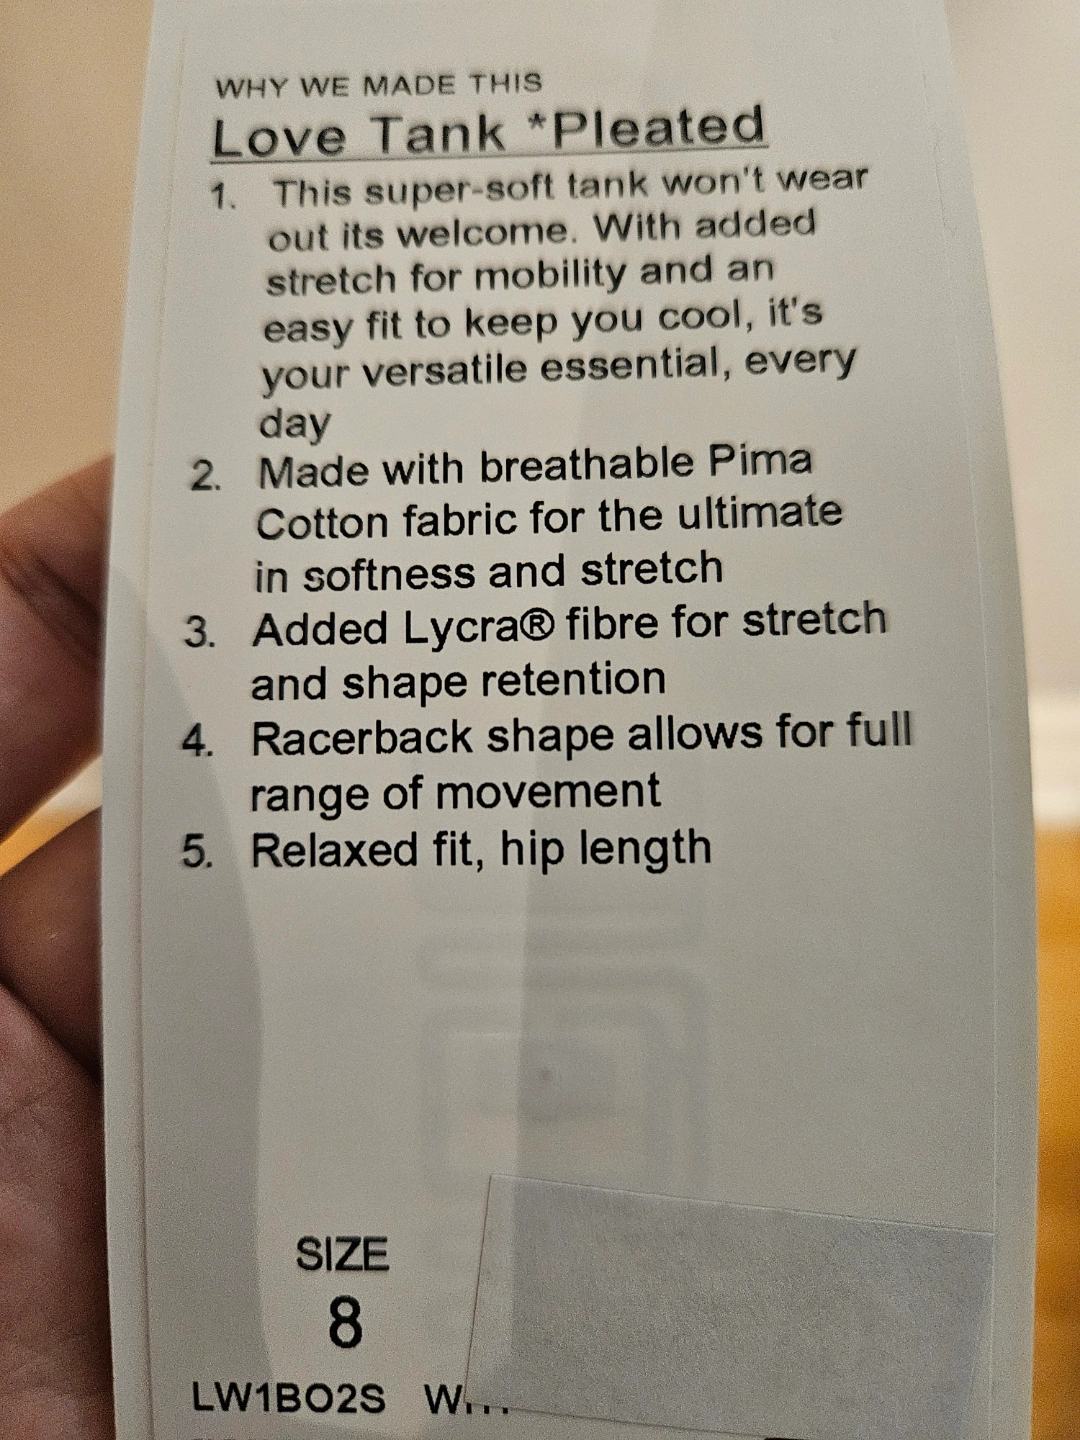 WHY WE MADE THIS
Love Tank *Pleated
1. This super-soft tank won't wear
out its welcome. With added
stretch for mobility and an
easy fit to keep you cool, it's
your versatile essential, every
day
2. Made with breathable Pima
Cotton fabric for the ultimate
in softness and stretch
3. Added Lycra® fibre for stretch
and shape retention
4. Racerback shape allows for full
range of movement
5. Relaxed fit, hip length
SIZE
8
LW1BO2S